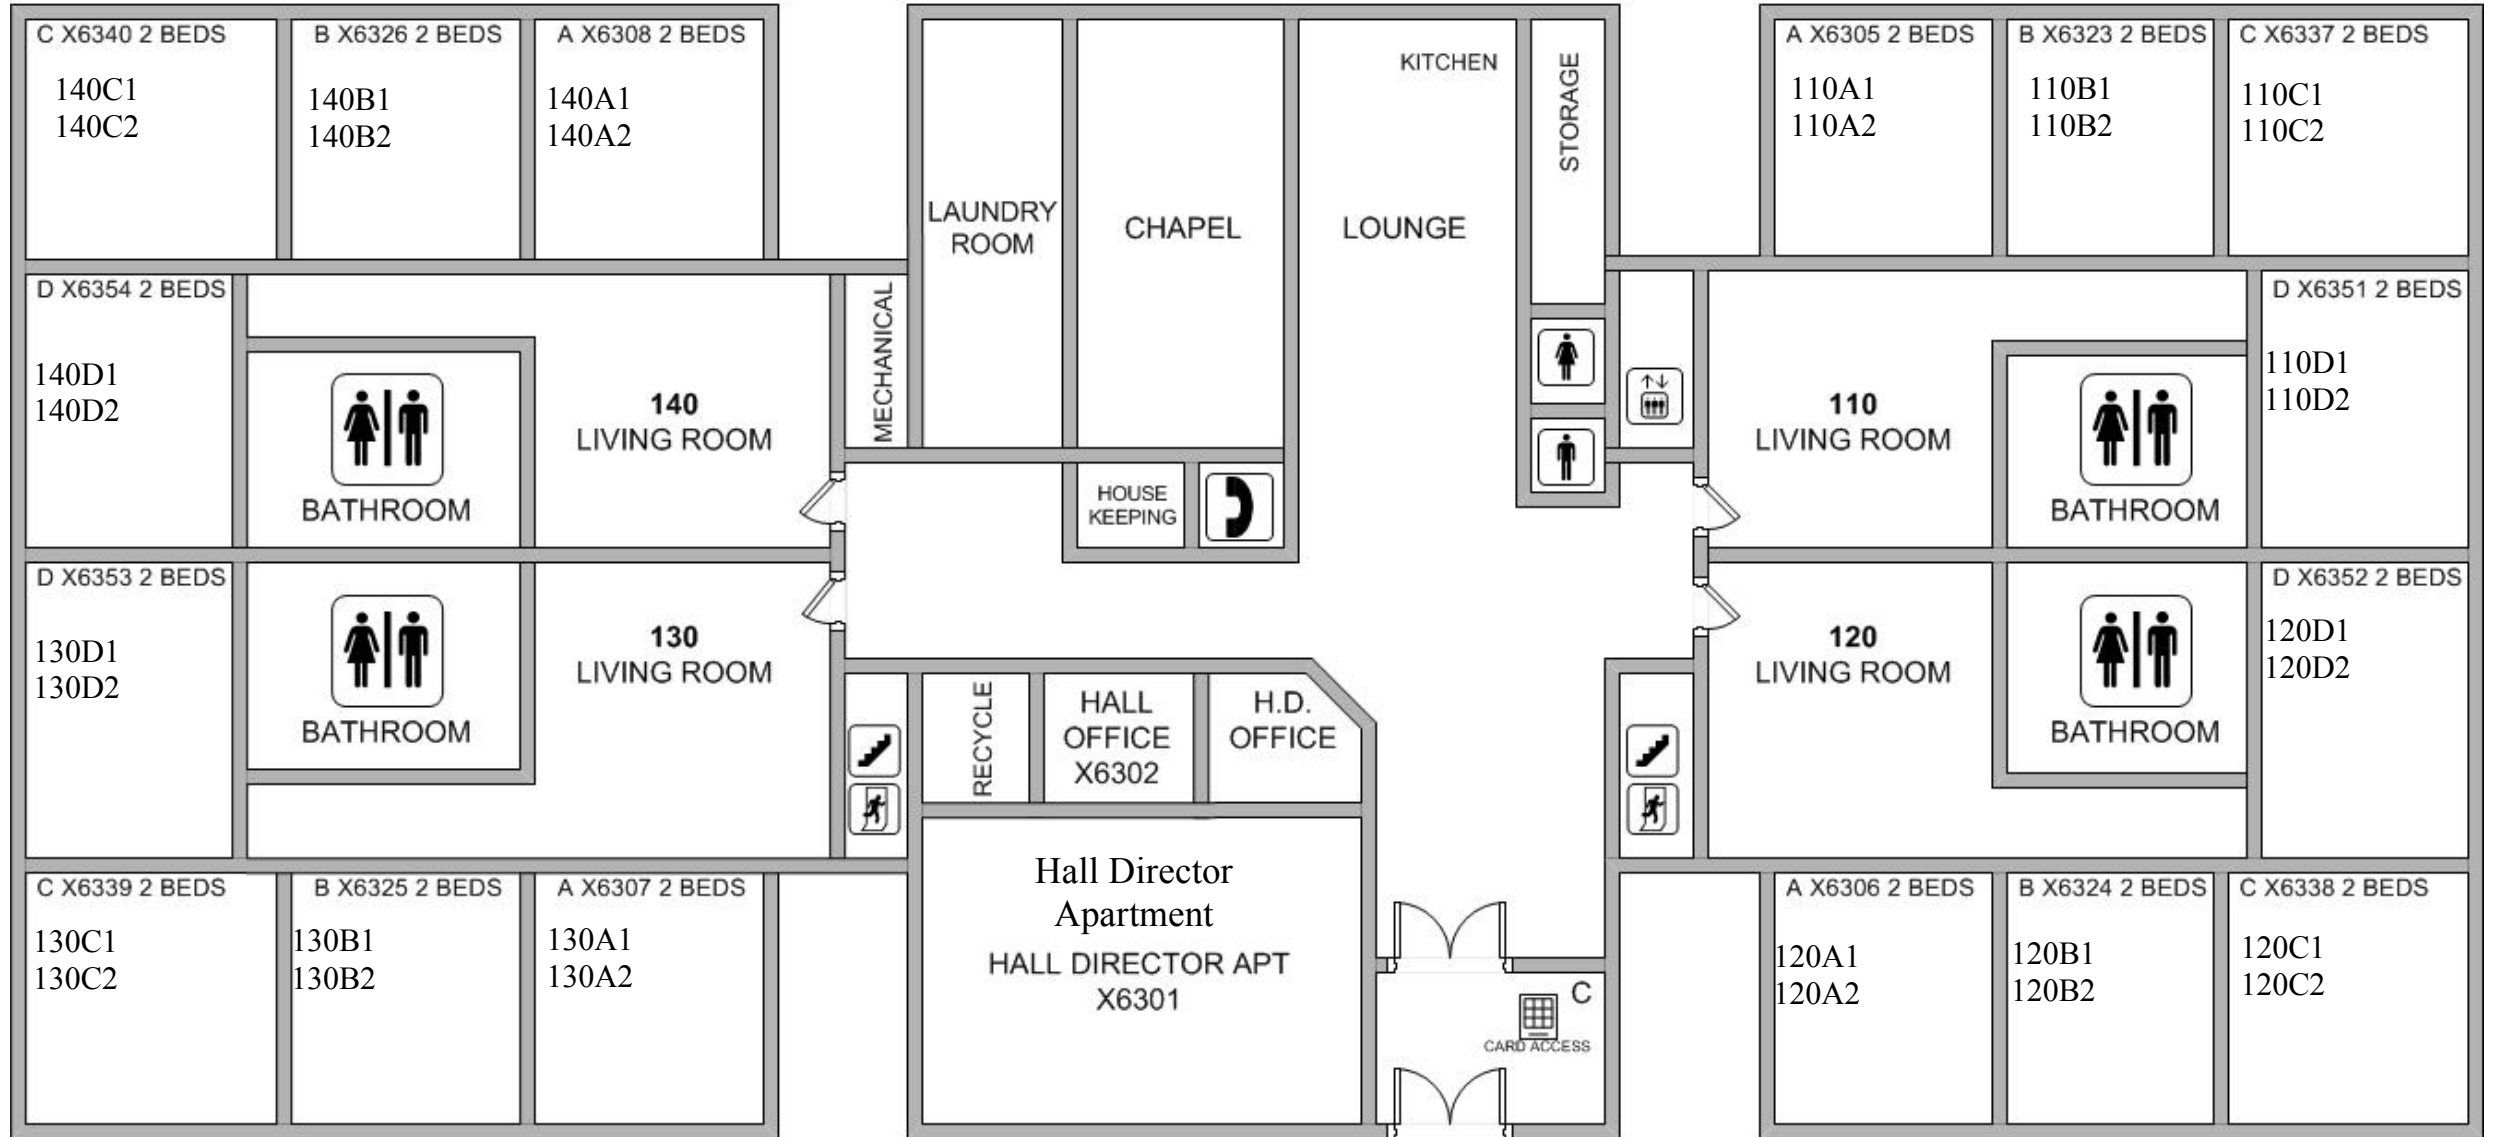 C X6340 2 BEDS
140C1
140C2
B X6326 2 BEDS
140B1
140B2
A X6308 2 BEDS
140A1
140A2
LAUNDRY
ROOM
CHAPEL
KITCHEN
LOUNGE
STORAGE
A X6305 2 BEDS
110A1
110A2
B X6323 2 BEDS
110B1
110B2
C X6337 2 BEDS
110C1
110C2
D X6354 2 BEDS
140D1
140D2
BATHROOM
140
LIVING ROOM
MECHANICAL
HOUSE
KEEPING
110
LIVING ROOM
BATHROOM
D X6351 2 BEDS
110D1
110D2
D X6353 2 BEDS
130D1
130D2
BATHROOM
130
LIVING ROOM
RECYCLE
HALL
OFFICE
X6302
H.D.
OFFICE
120
LIVING ROOM
BATHROOM
D X6352 2 BEDS
120D1
120D2
C X6339 2 BEDS
130C1
130C2
B X6325 2 BEDS
130B1
130B2
A X6307 2 BEDS
130A1
130A2
Hall Director
Apartment
HALL DIRECTOR APT
X6301
C
CARD ACCESS
A X6306 2 BEDS
120A1
120A2
B X6324 2 BEDS
120B1
120B2
C X6338 2 BEDS
120C1
120C2